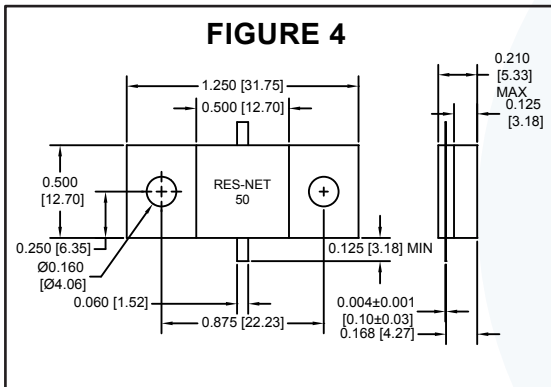 FIGURE 4
0.210
[5.33]
MAX
1.250 [31.75]
0.500 [12.70]
0.125
[3.18]
0.500
[12.70]
RES-NET
50
0.250 [6.35]
0.125 [3.18] MIN
Ø0.160
[Ø4.06]
0.060 [1.52]
0.004±0.001
[0.10±0.03]
0.875 [22.23]
0.168 [4.27]